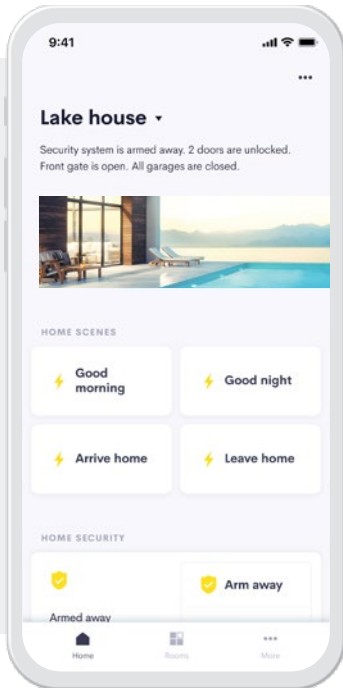 9:41
Lake house
Security system is armed away. 2 doors are unlocked.
Front gate is open. All garages are closed.
HOME SCENES
Good
morning
Good night
Arrive home
Leave home
HOME SECURITY
Arm away
Armed away
Home
Rooms
More